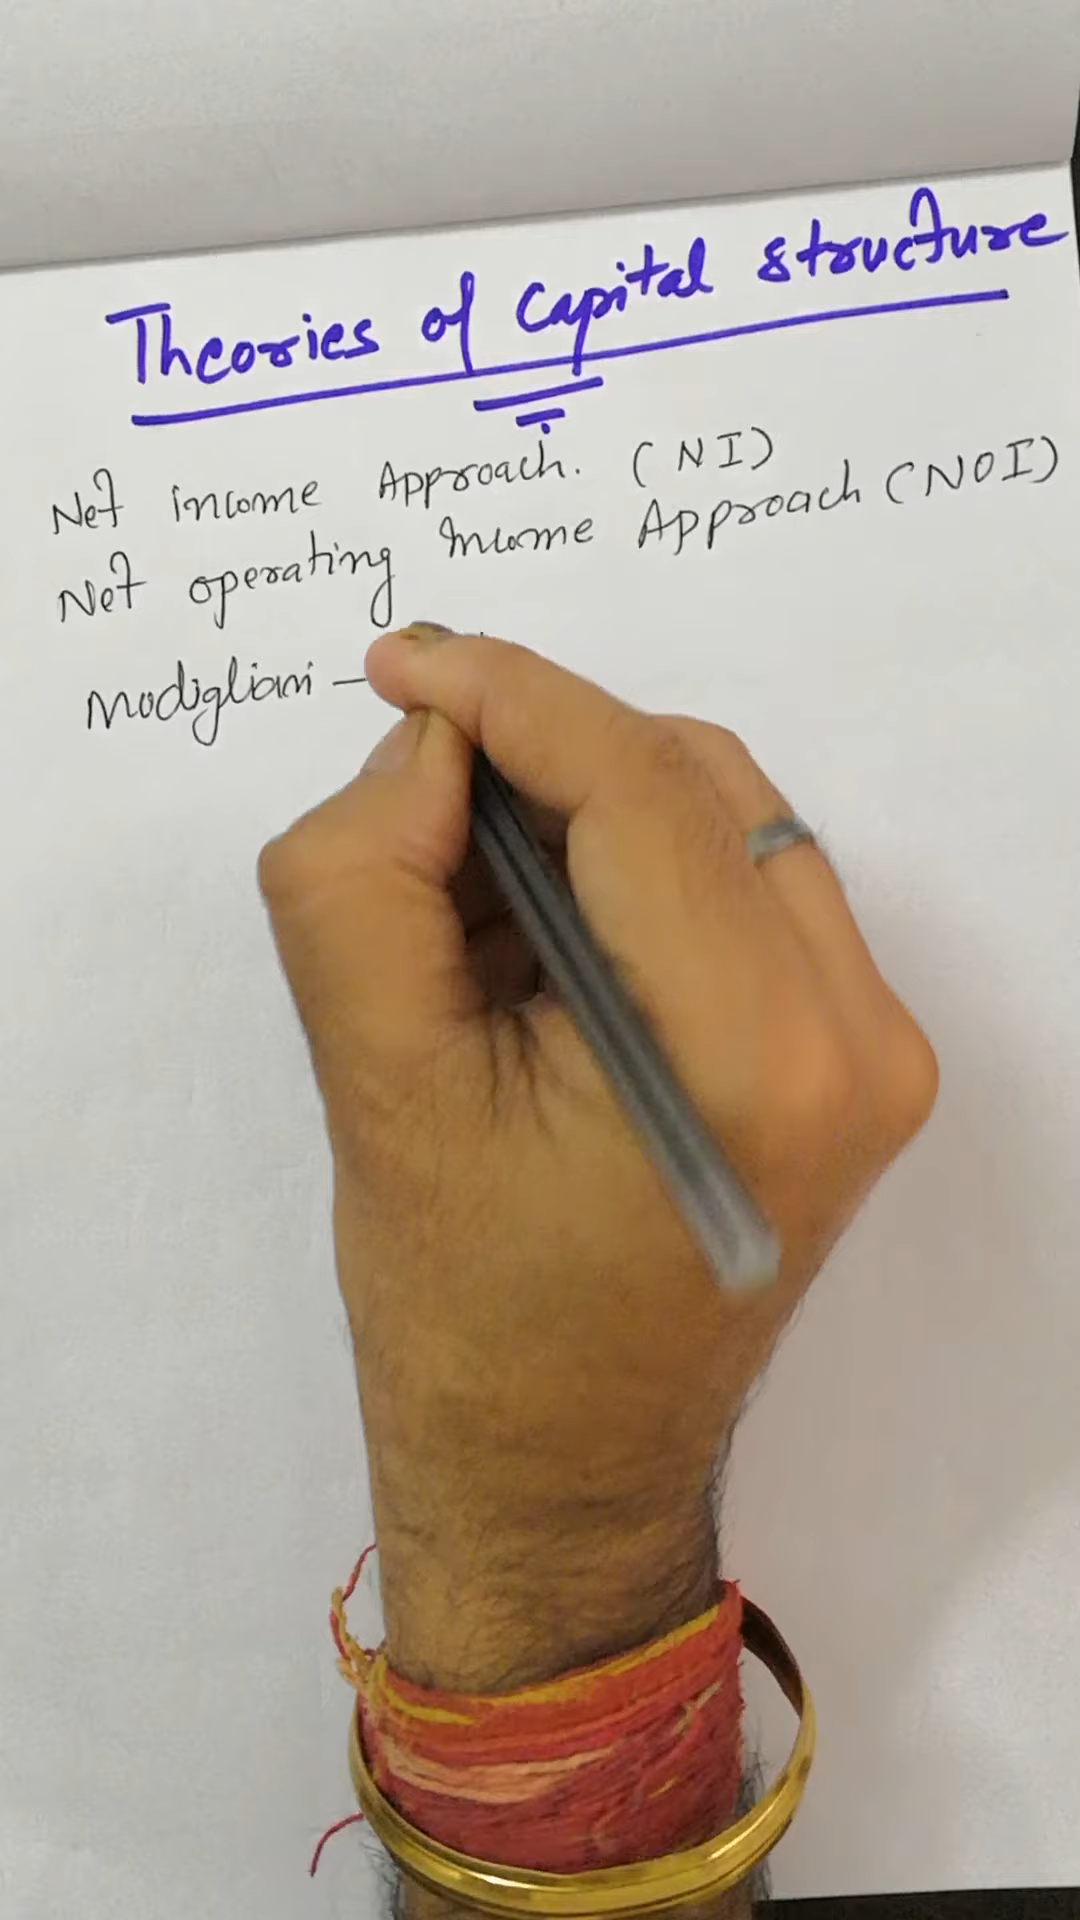 Theories of Capital structure
Net income Approach. (NI)
Net operating Income Approach (NOI)
Modigliani –